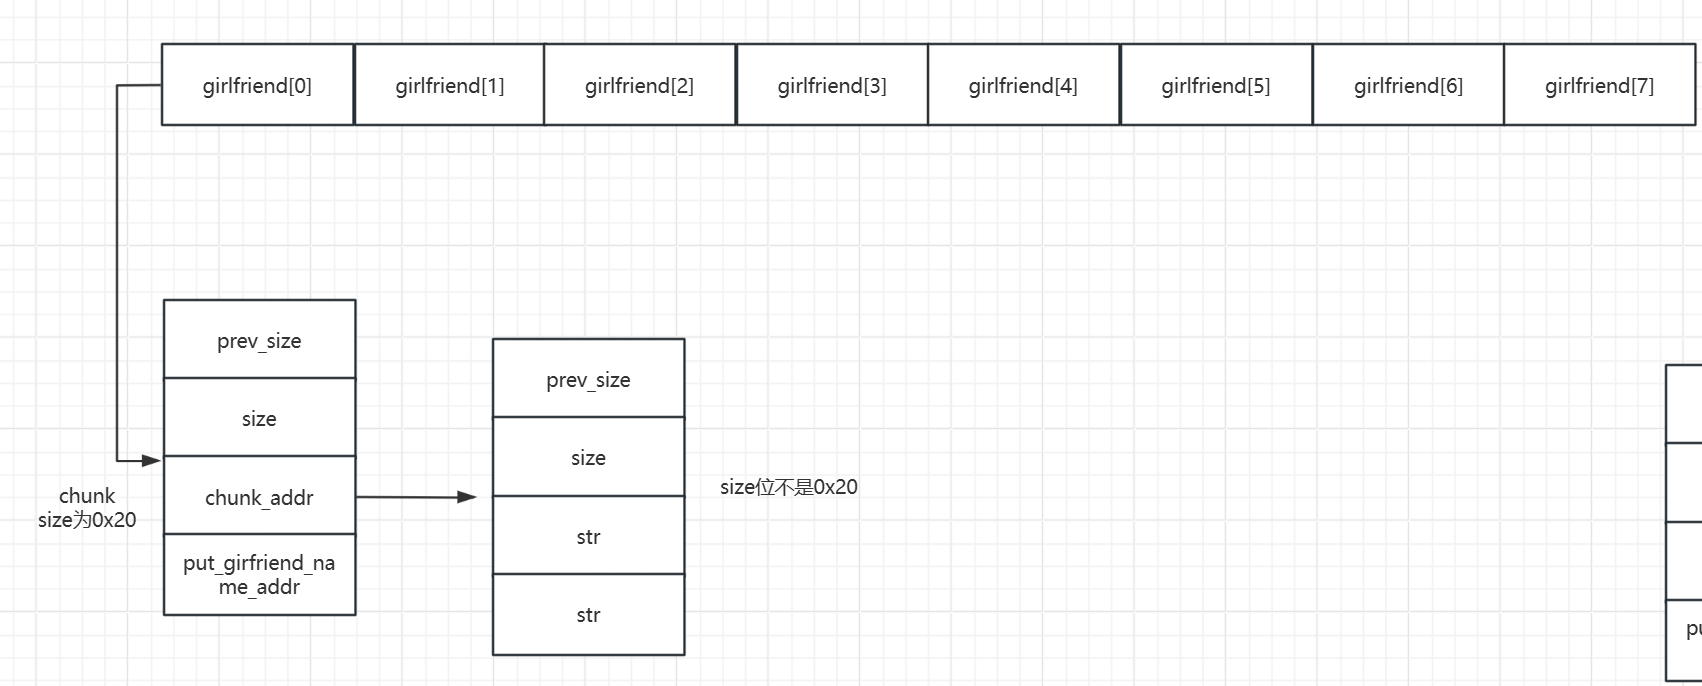 girlfriend[0] girlfriend[1] girlfriend[2] girlfriend[3] girlfriend[4] girlfriend[5] girlfriend[6] girlfriend[7]
prev_size
size
chunk_addr
put_girfriend_na
me_addr
chunk
size为0x20
prev_size
size
str
str
size位不是0x20